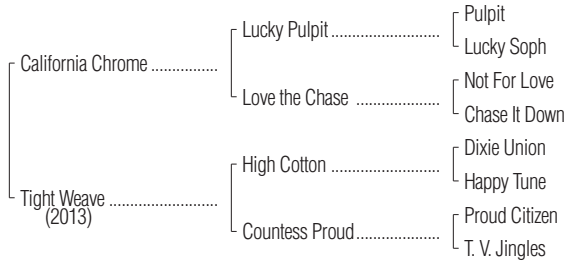 Pulpit
Lucky Pulpit ..............................
Lucky Soph
California Chrome ................
Not For Love
Love the Chase .......................
Chase It Down
Dixie Union
High Cotton ..............................
Happy Tune
Tight Weave ..........................
(2013)
Proud Citizen
Countess Proud.......................
T. V. Jingles